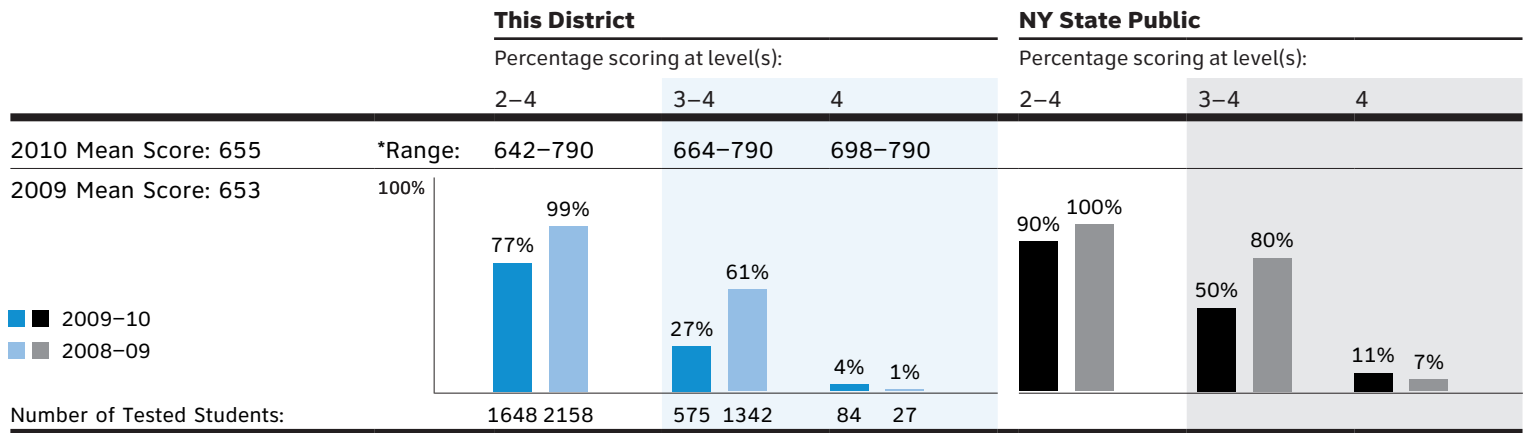 This District NY State Public
Percentage scoring at level(s): Percentage scoring at level(s):
2–4 3–4 4 2–4 3–4 4
2010 Mean Score: 655 *Range: 642–790 664–790 698–790
2009 Mean Score: 653 100%
99% 100%
90%
77% 80%
61%
50%
27%
4% 1% 11% 7%
2009–10
2008–09
Number of Tested Students: 1648 2158 575 1342 84 27